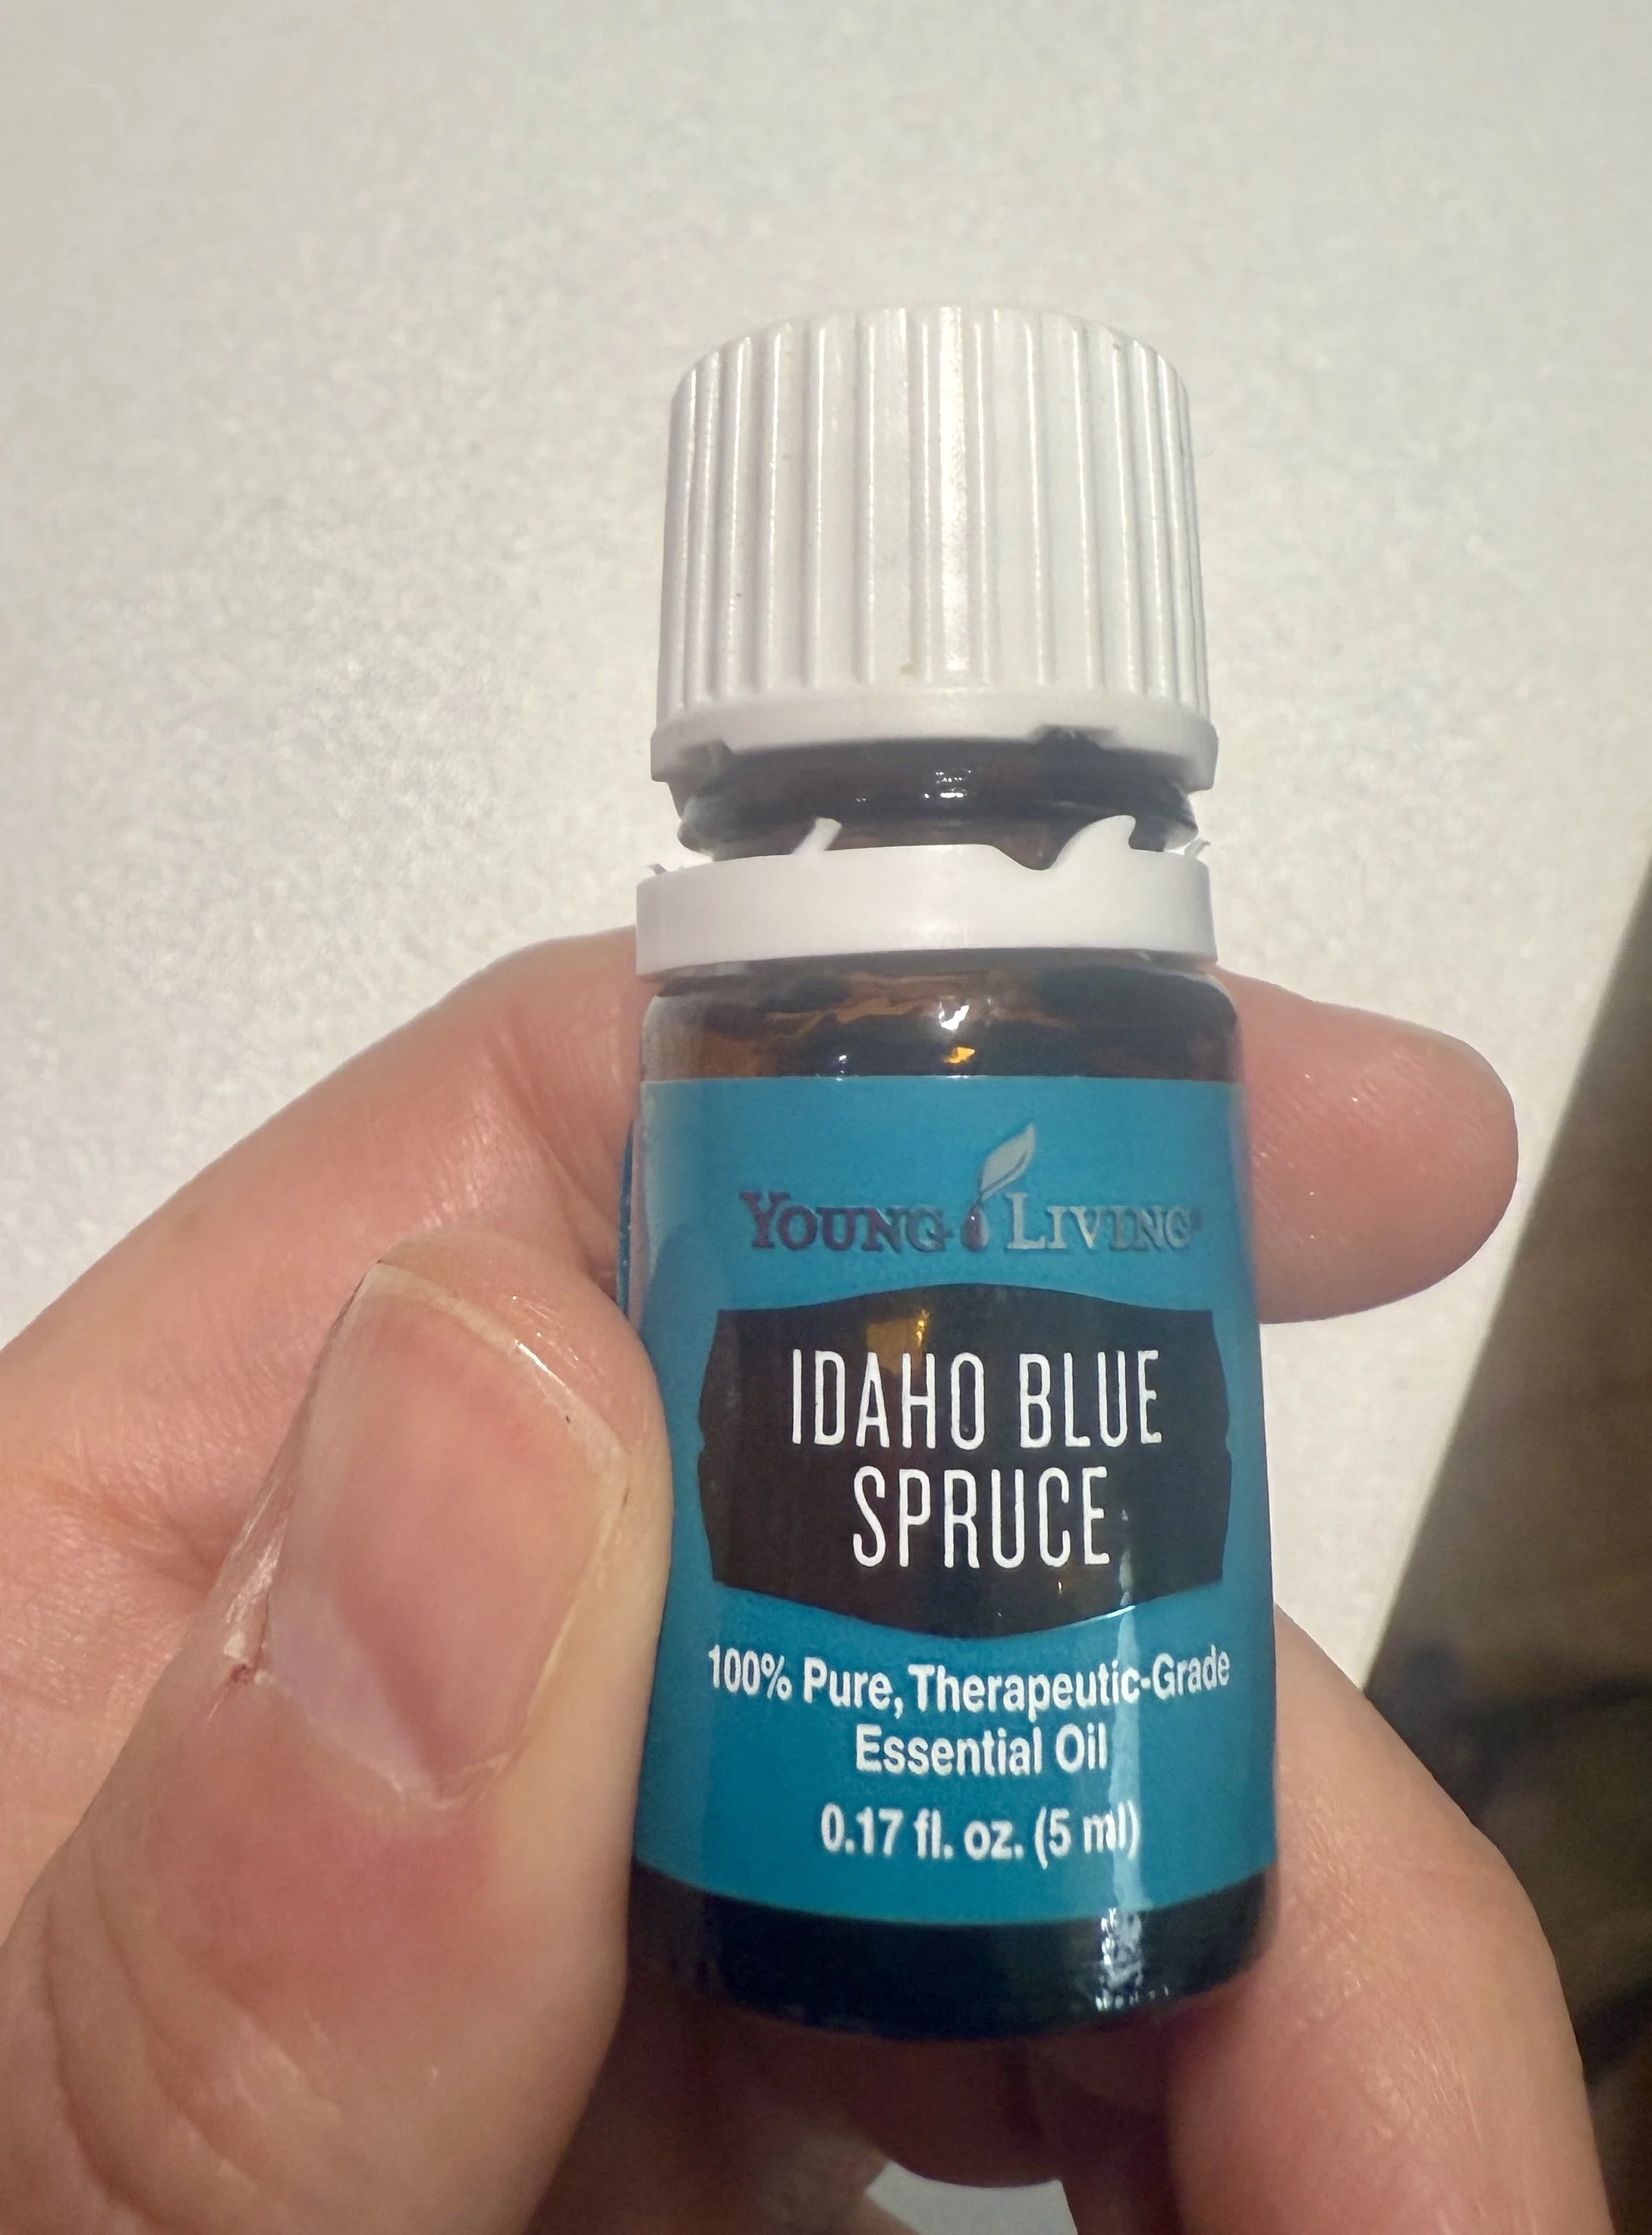 YOUNG LIVING
IDAHO BLUE
SPRUCE
100% Pure, Therapeutic-Grade
Essential Oil
0.17 fl. oz. (5 ml)